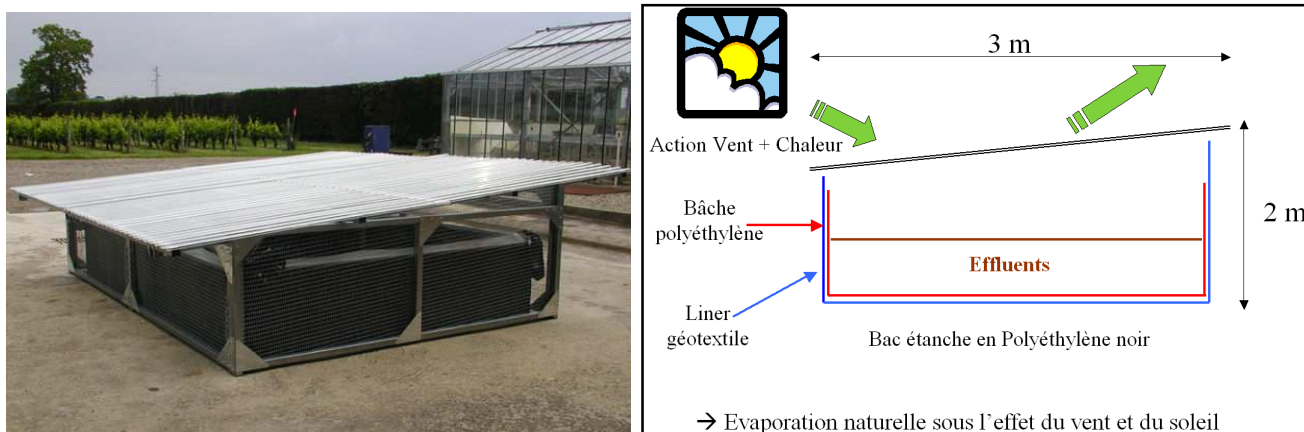 3 m
Action Vent + Chaleur
Bâche
polyéthylène
2 m
Effluents
Liner
géotextile
Bac étanche en Polyéthylène noir
→ Evaporation naturelle sous l'effet du vent et du soleil